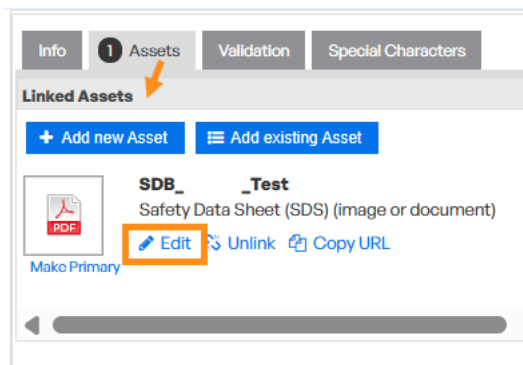 Info 1 Assets Validation Special Characters
Linked Assets
+ Add new Asset Add existing Asset
SDB_ _Test
Safety Data Sheet (SDS) (image or document)
PDF
Edit Unlink Copy URL
Make Primary